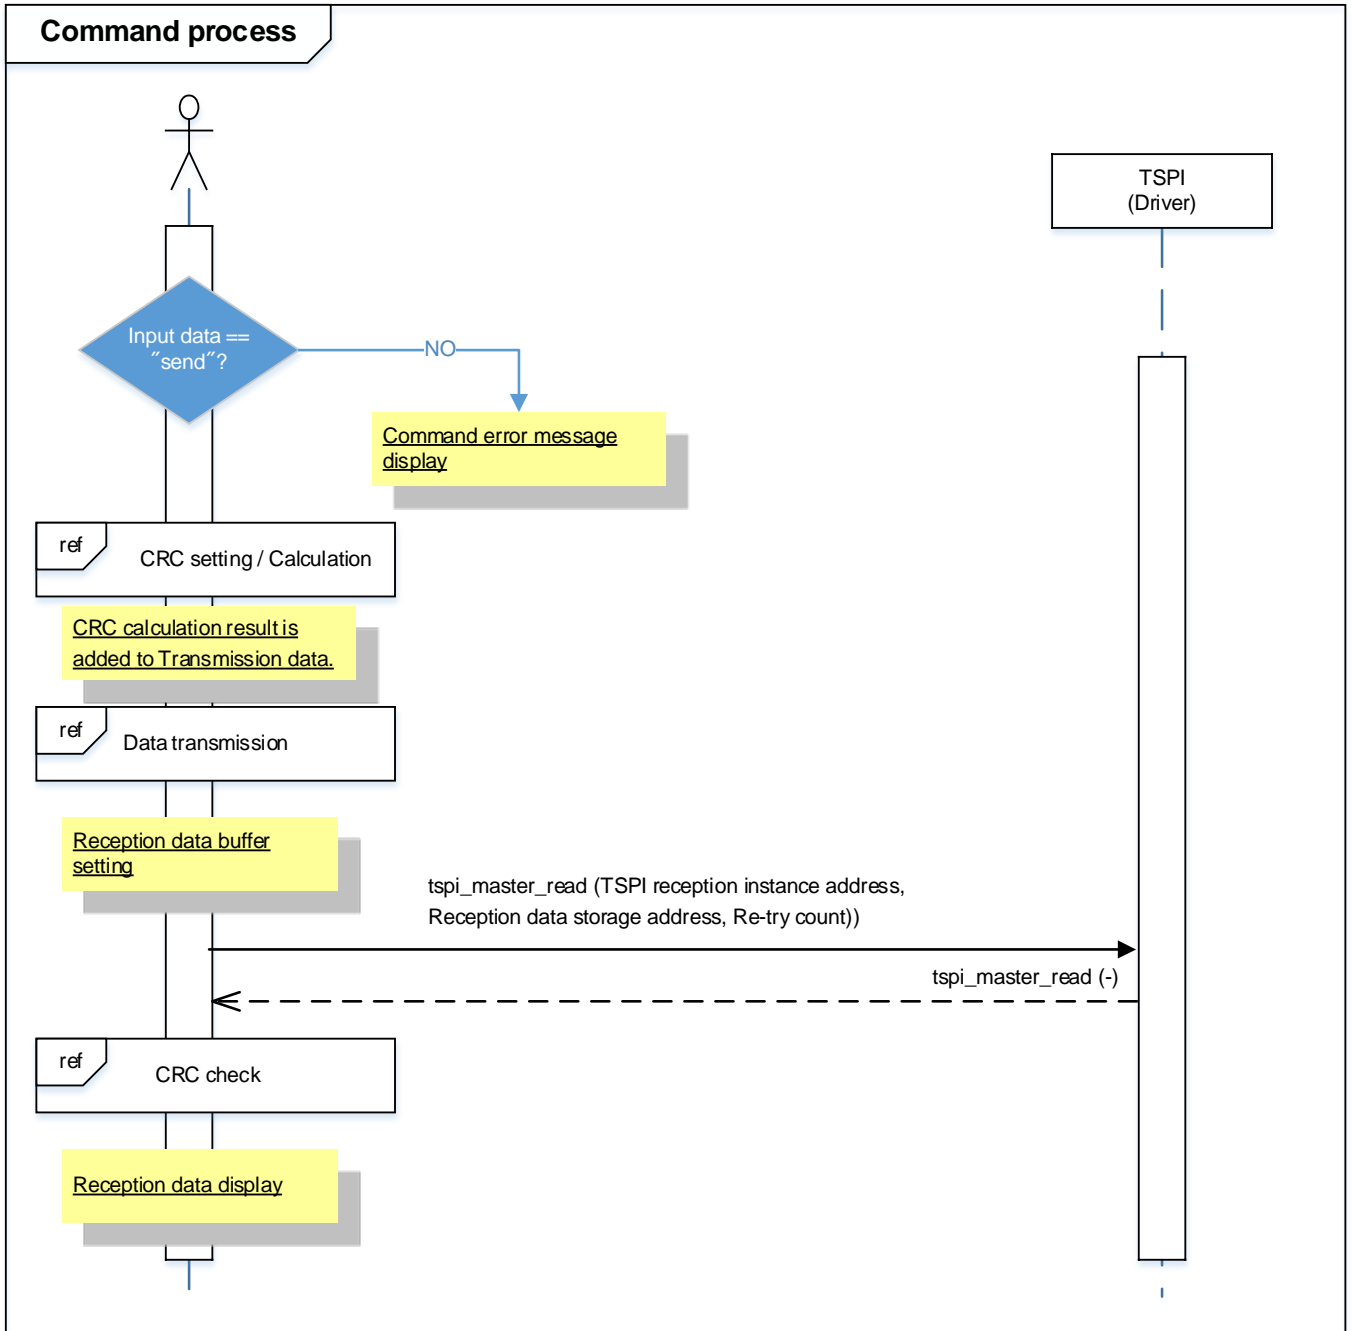 Command process
TSPI
(Driver)
Input data ==
"send"?
NO
Command error message
display
ref
CRC setting / Calculation
CRC calculation result is
added to Transmission data.
ref
Data transmission
Reception data buffer
setting
tspi_master_read (TSPI reception instance address,
Reception data storage address, Re-try count))
tspi_master_read (-)
ref
CRC check
Reception data display